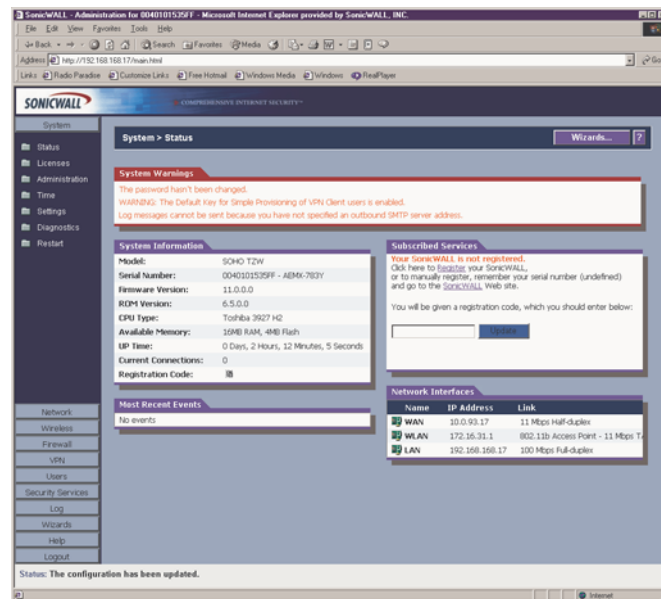 SonicWALL - Administration for 0040101535FF - Microsoft Internet Explorer provided by SonicWALL, INC.
File Edit View Favorites Tools Help
Back Search Favorites Media
Address http://192.168.168.17/main.html Go
Links Radio Paradise Customize Links Free Hotmail Windows Media Windows RealPlayer
SONICWALL COMPREHENSIVE INTERNET SECURITY
System
Status
Licenses
Administration
Time
Settings
Diagnostics
Restart
Network
Wireless
Firewall
VPN
Users
Security Services
Log
Wizards
Help
Logout
System > Status Wizards... ?
System Warnings
The password hasn't been changed.
WARNING: The Default Key for Simple Provisioning of VPN Client users is enabled.
Log messages cannot be sent because you have not specified an outbound SMTP server address.
System Information
Model: SOHO TZW
Serial Number: 0040101535FF - AEMX-783Y
Firmware Version: 11.0.0.0
ROM Version: 6.5.0.0
CPU Type: Toshiba 3927 H2
Available Memory: 16MB RAM, 4MB Flash
UP Time: 0 Days, 2 Hours, 12 Minutes, 5 Seconds
Current Connections: 0
Registration Code:
Most Recent Events
No events
Subscribed Services
Your SonicWALL is not registered.
Click here to Register your SonicWALL,
or to manually register, remember your serial number (undefined)
and go to the SonicWALL Web site.
You will be given a registration code, which you should enter below:
Update
Network Interfaces
Name IP Address Link
WAN 10.0.93.17 11 Mbps Half-duplex
WLAN 172.16.31.1 802.11b Access Point - 11 Mbps
LAN 192.168.168.17 100 Mbps Full-duplex
Status: The configuration has been updated.
Internet